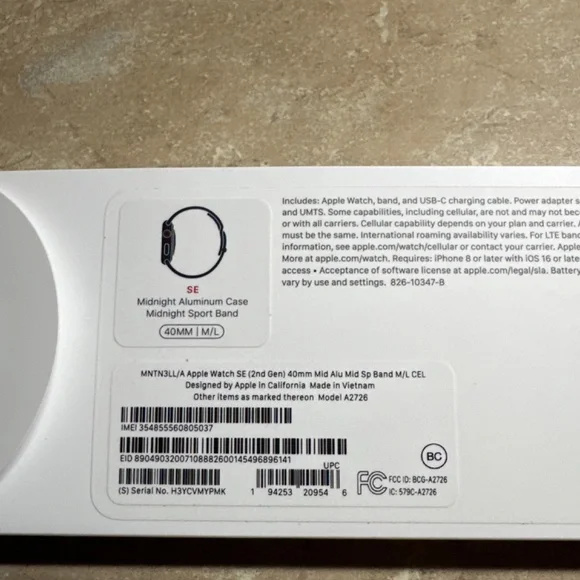 Includes: Apple Watch, band, and USB-C charging cable. Power adapter s
and UMTS. Some capabilities, including cellular, are not and may not bec
or with all carriers. Cellular capability depends on your plan and carrier. A
must be the same. International roaming availability varies. For LTE band
information, see apple.com/watch/cellular or contact your carrier. Apple
More at apple.com/watch. Requires: iPhone 8 or later with iOS 16 or late
access • Acceptance of software license at apple.com/legal/sla. Battery
vary by use and settings. 826-10347-B
SE
Midnight Aluminum Case
Midnight Sport Band
40MM | M/L
MNTN3LL/A Apple Watch SE (2nd Gen) 40mm Mid Alu Mid Sp Band M/L CEL
Designed by Apple in California Made in Vietnam
Other items as marked thereon Model A2726
IMEI 354855560805037
EID 89049032007108882600145496896141
BC
UPC
(S) Serial No. H3YCVMYPMK
1 94253 20954 6
FC FCC ID: BCG-A2726
IC: 579C-A2726